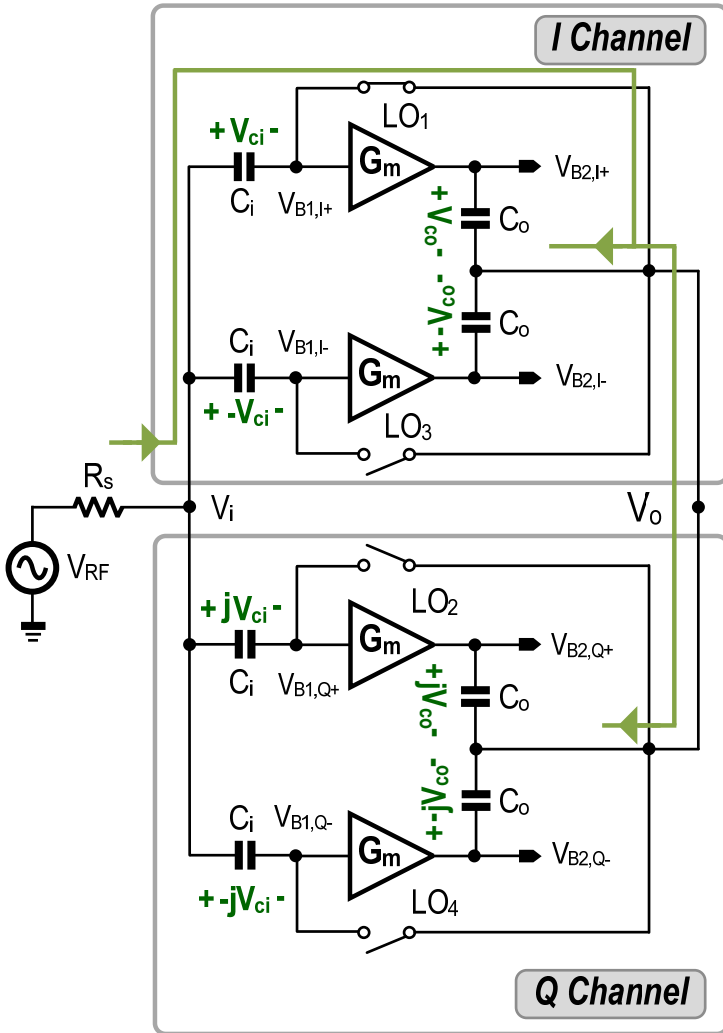 I Channel
LO1
+ Vci -
Gm
VB2,I+
Ci
VB1,I+
+ Vco -
Co
+ -Vco -
Co
Ci
VB1,I-
Gm
VB2,I-
+ -Vci -
LO3
Rs
Vi
Vo
VRF
LO2
+ jVci -
Gm
VB2,Q+
Ci
VB1,Q+
+ jVco -
Co
+ -jVco -
Co
Ci
VB1,Q-
Gm
VB2,Q-
+ -jVci -
LO4
Q Channel